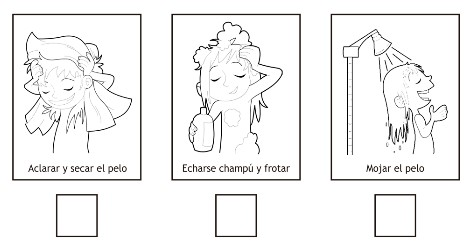 Aclarar y secar el pelo
Echarse champú y frotar
Mojar el pelo